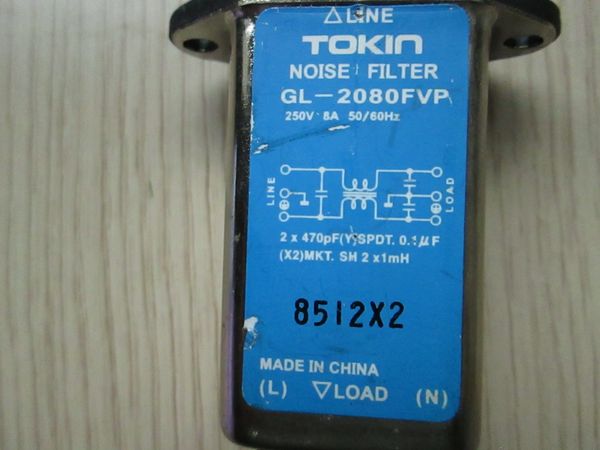 △LINE
TOKIN
NOISE FILTER
GL-2080FVP
250V 8A 50/60Hz
LINE
LOAD
2 x 470pF(Y)SPDT. 0.1μF
(X2)MKT. SH 2 x1mH
8512X2
MADE IN CHINA
(L) ▽LOAD (N)